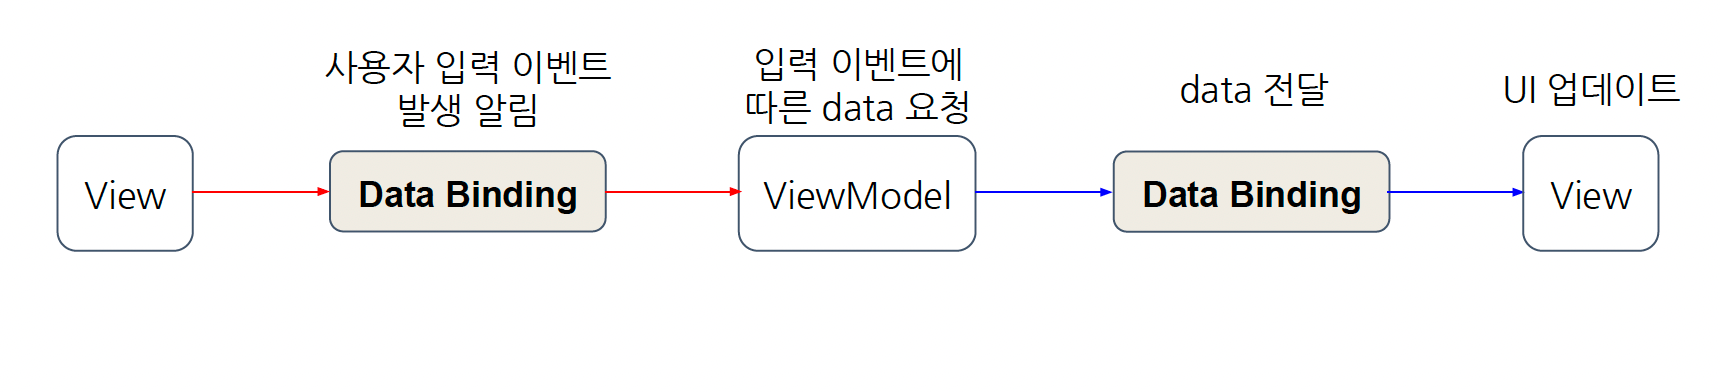 사용자 입력 이벤트
발생 알림
입력 이벤트에
따른 data 요청
data 전달
UI 업데이트
View
Data Binding
ViewModel
Data Binding
View